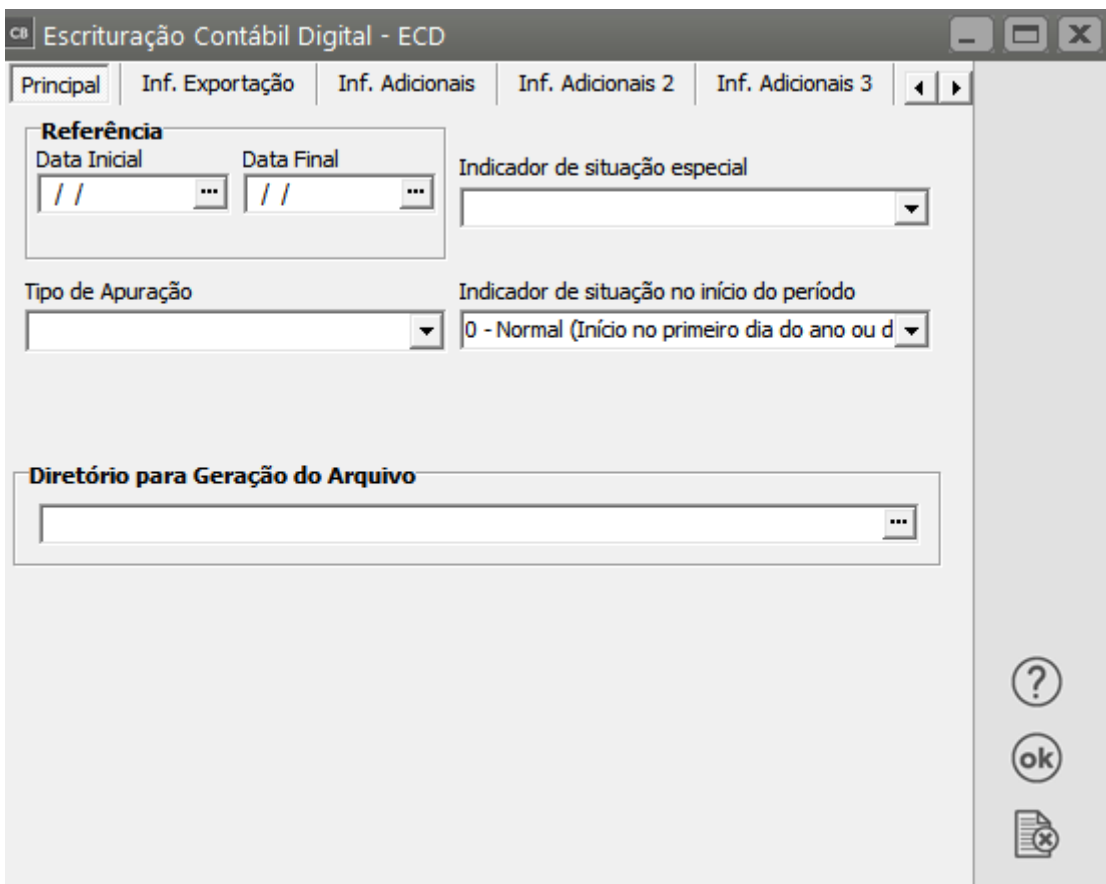 CB Escrituração Contábil Digital - ECD
Principal Inf. Exportação Inf. Adicionais Inf. Adicionais 2 Inf. Adicionais 3
Referência
Data Inicial Data Final
/ / ... / / ...
Indicador de situação especial
Tipo de Apuração
Indicador de situação no início do período
0 - Normal (Início no primeiro dia do ano ou d
Diretório para Geração do Arquivo
...
?
ok